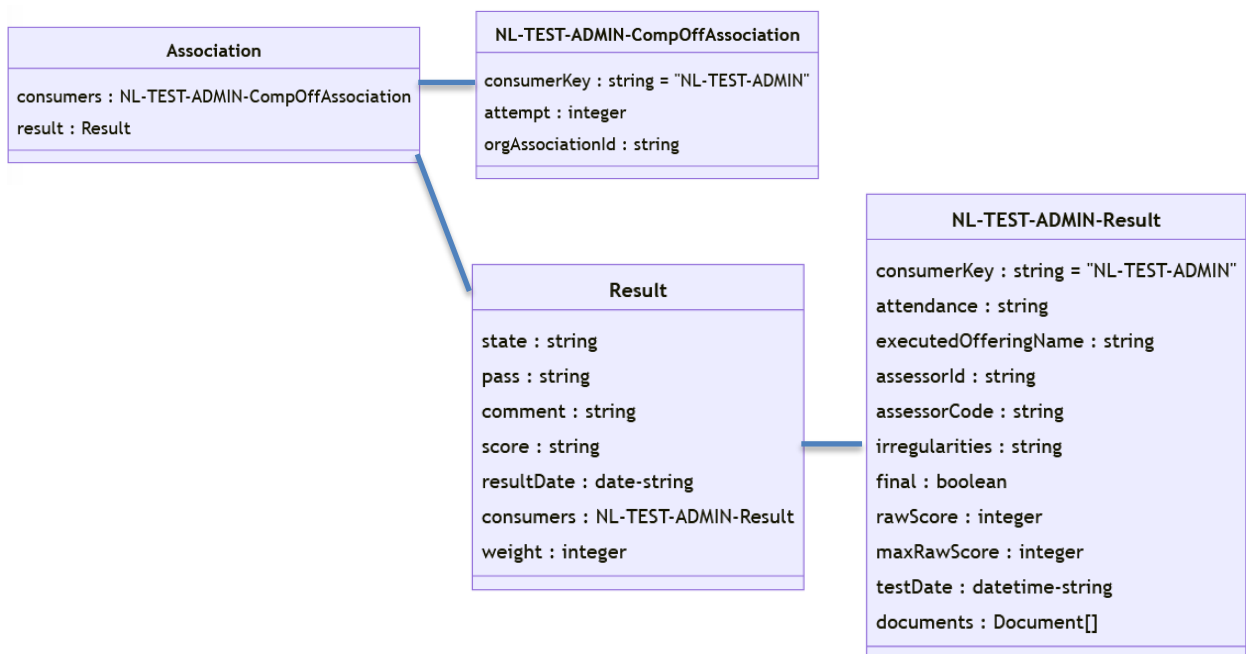 Association
consumers : NL-TEST-ADMIN-CompOffAssociation
result : Result
NL-TEST-ADMIN-CompOffAssociation
consumerKey : string = "NL-TEST-ADMIN"
attempt : integer
orgAssociationId : string
Result
state : string
pass : string
comment : string
score : string
resultDate : date-string
consumers : NL-TEST-ADMIN-Result
weight : integer
NL-TEST-ADMIN-Result
consumerKey : string = "NL-TEST-ADMIN"
attendance : string
executedOfferingName : string
assessorId : string
assessorCode : string
irregularities : string
final : boolean
rawScore : integer
maxRawScore : integer
testDate : datetime-string
documents : Document[]